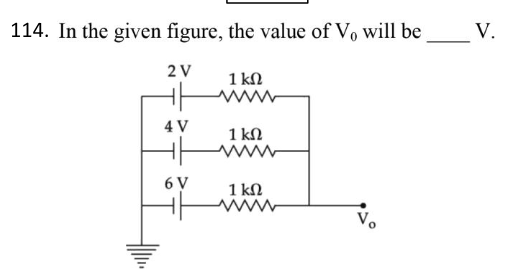 114. In the given figure, the value of V₀ will be ____ V.
2 V
1 kΩ
4 V
1 kΩ
6 V
1 kΩ
Vₒ